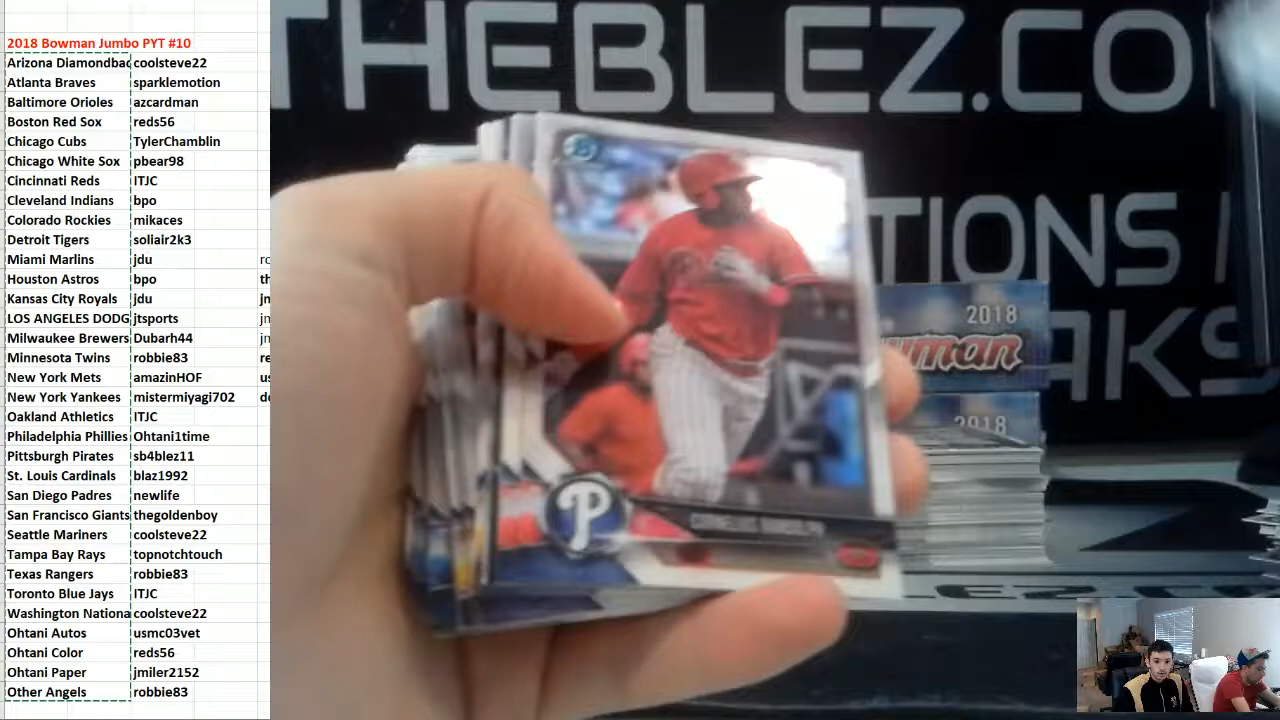 2018 Bowman Jumbo PYT #10
Arizona Diamondbac coolsteve22
Atlanta Braves sparklemotion
Baltimore Orioles azcardman
Boston Red Sox reds56
Chicago Cubs TylerChamblin
Chicago White Sox pbear98
Cincinnati Reds ITJC
Cleveland Indians bpo
Colorado Rockies mikaces
Detroit Tigers soliair2k3
Miami Marlins jdu
Houston Astros bpo
Kansas City Royals jdu
LOS ANGELES DODG jtsports
Milwaukee Brewers Dubarh44
Minnesota Twins robbie83
New York Mets amazinHOF
New York Yankees mistermiyagi702
Oakland Athletics ITJC
Philadelphia Phillies Ohtani1time
Pittsburgh Pirates sb4blez11
St. Louis Cardinals blaz1992
San Diego Padres newlife
San Francisco Giants thegoldenboy
Seattle Mariners coolsteve22
Tampa Bay Rays topnotchtouch
Texas Rangers robbie83
Toronto Blue Jays ITJC
Washington Nationa coolsteve22
Ohtani Autos usmc03vet
Ohtani Color reds56
Ohtani Paper jmiler2152
Other Angels robbie83
THEBLEZ.CO
TIONS
AKS
2018
wman
2018
P